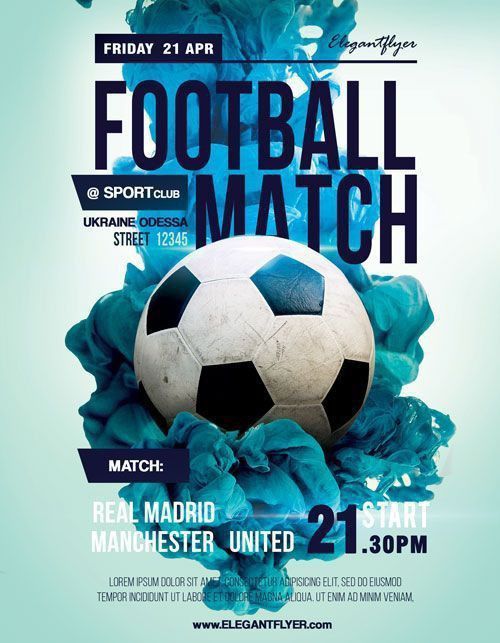 FRIDAY 21 APR
Elegantflyer
FOOTBALL
@ SPORTCLUB
MATCH
UKRAINE ODESSA
STREET 12345
MATCH:
REAL MADRID
MANCHESTER UNITED
21 START
.30PM
LOREM IPSUM DOLOR SIT AMET, CONSECTETUR ADIPISCING ELIT, SED DO EIUSMOD
TEMPOR INCIDIDUNT UT LABORE ET DOLORE MAGNA ALIQUA. UT ENIM AD MINIM VENIAM,
www.ELEGANTFLYER.com